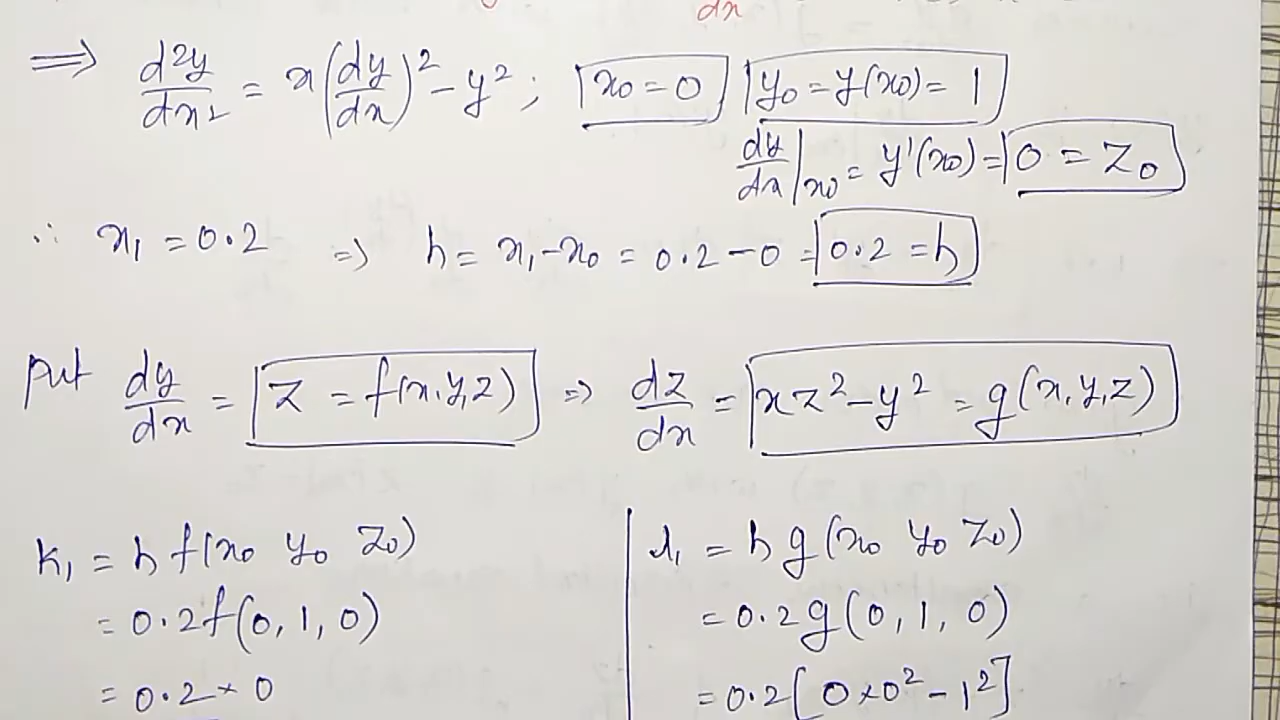 dx
⇒ d²y/dx² = x(dy/dx)² - y² ; x₀ = 0 y₀ = y(x₀) = 1
dy/dx|x₀ = y'(x₀) = 0 = z₀
∴ x₁ = 0.2 ⇒ h = x₁ - x₀ = 0.2 - 0 = 0.2 = h
put dy/dx = z = f(x,y,z) ⇒ dz/dx = xz² - y² = g(x,y,z)
k₁ = h f(x₀ y₀ z₀)
= 0.2 f(0, 1, 0)
= 0.2 × 0
l₁ = h g(x₀ y₀ z₀)
= 0.2 g(0, 1, 0)
= 0.2[0×0² - 1²]